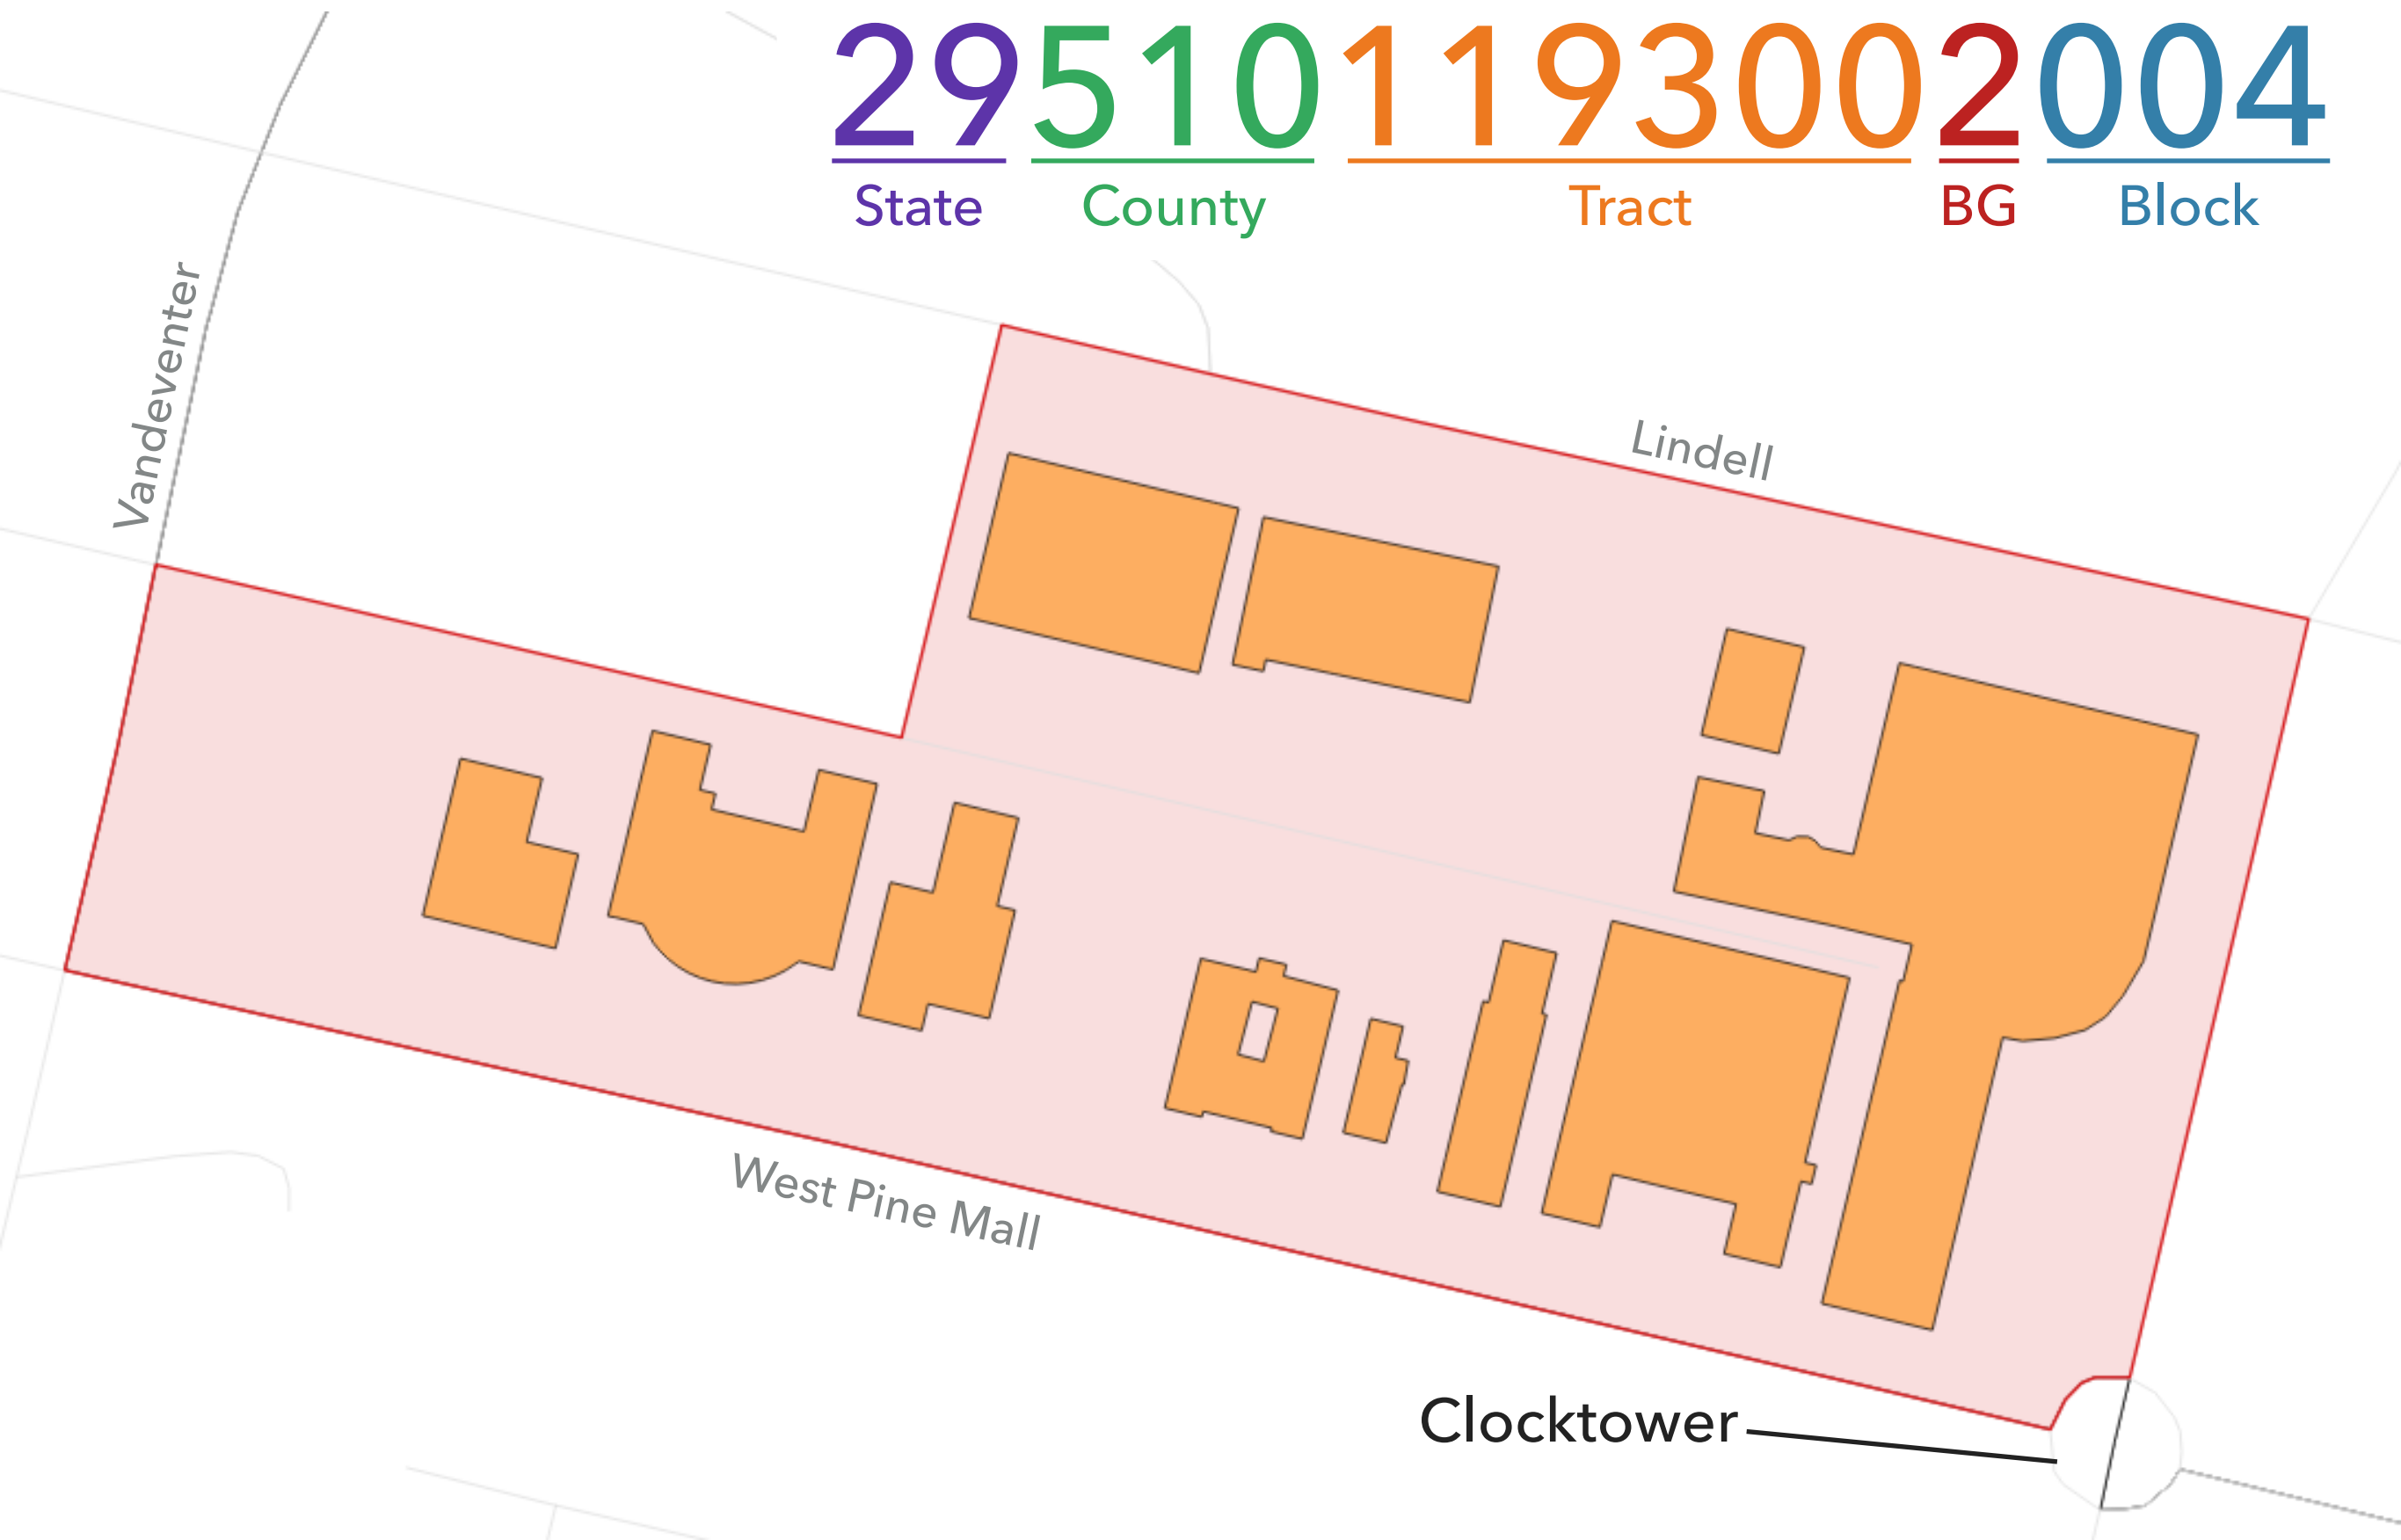 295101193002004
State County Tract BG Block
Vandeventer
Lindell
West Pine Mall
Clocktower